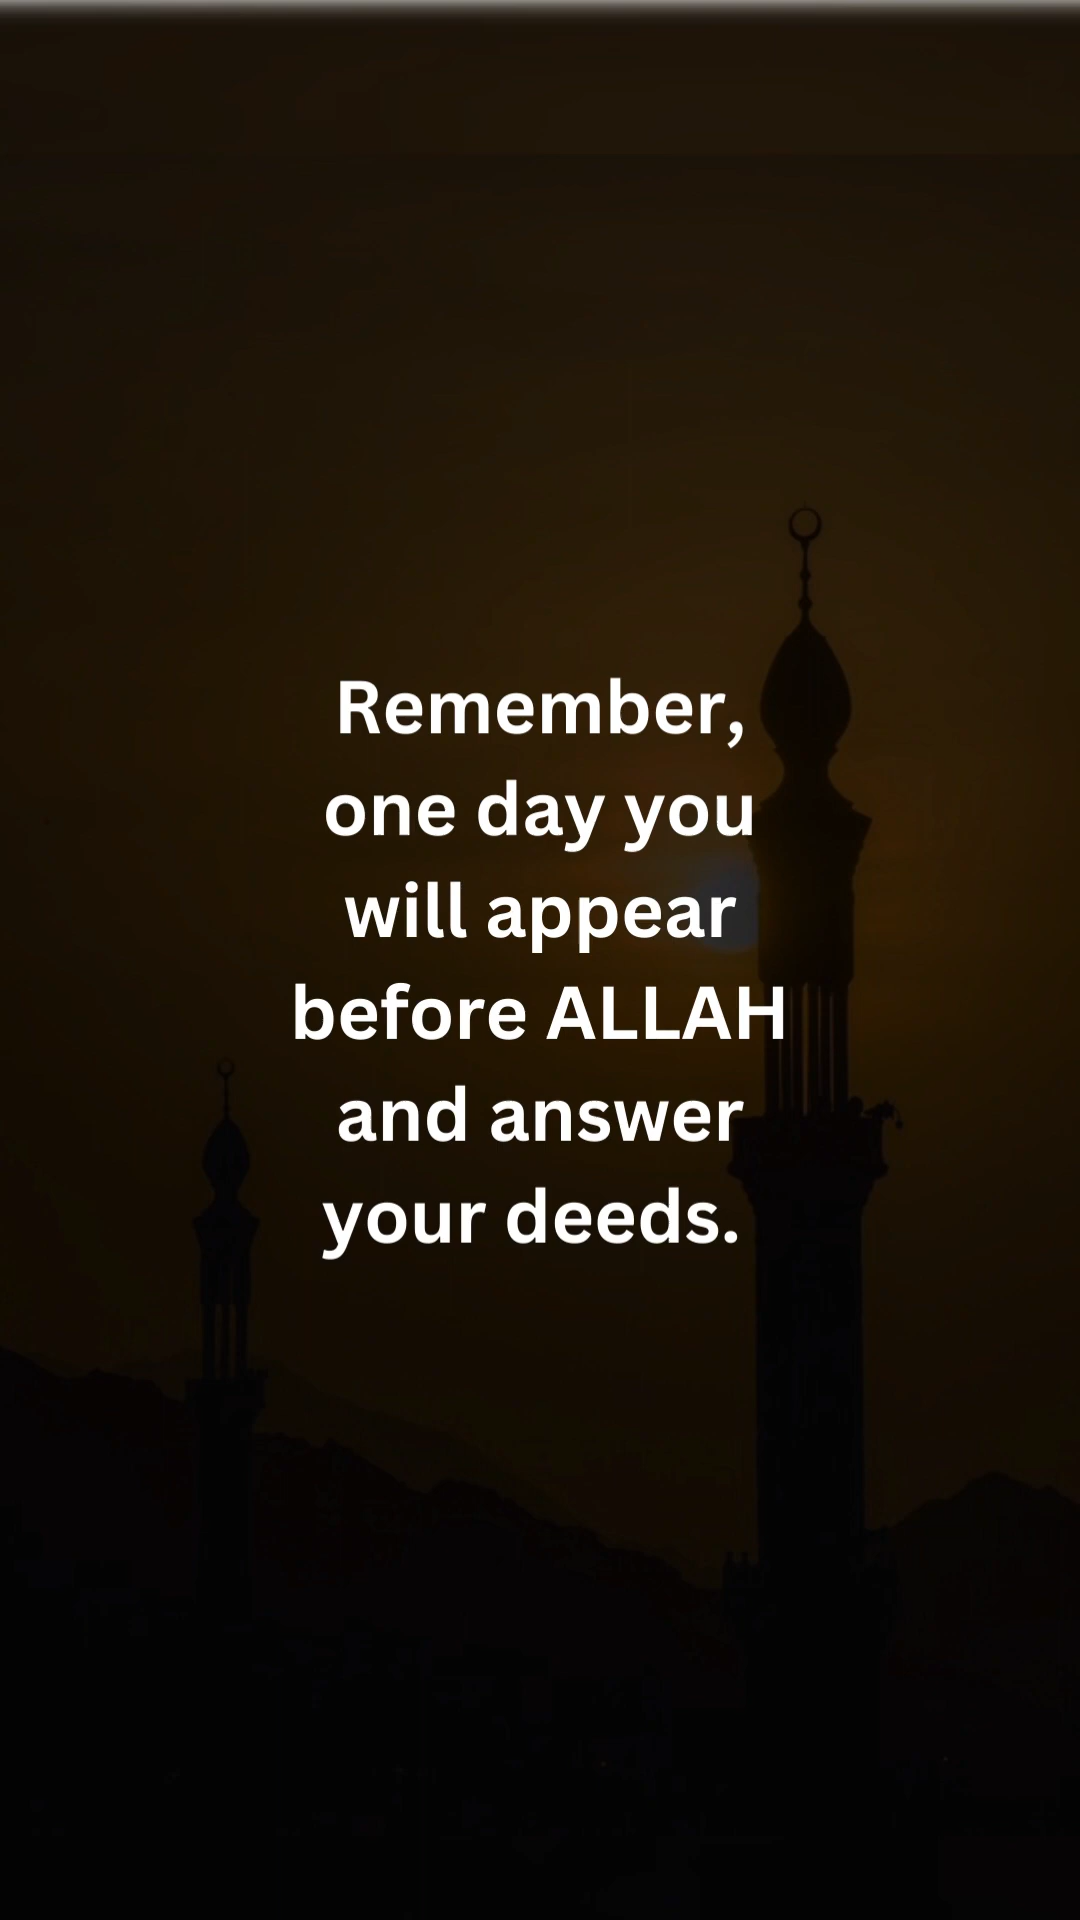 Remember,
one day you
will appear
before ALLAH
and answer
your deeds.